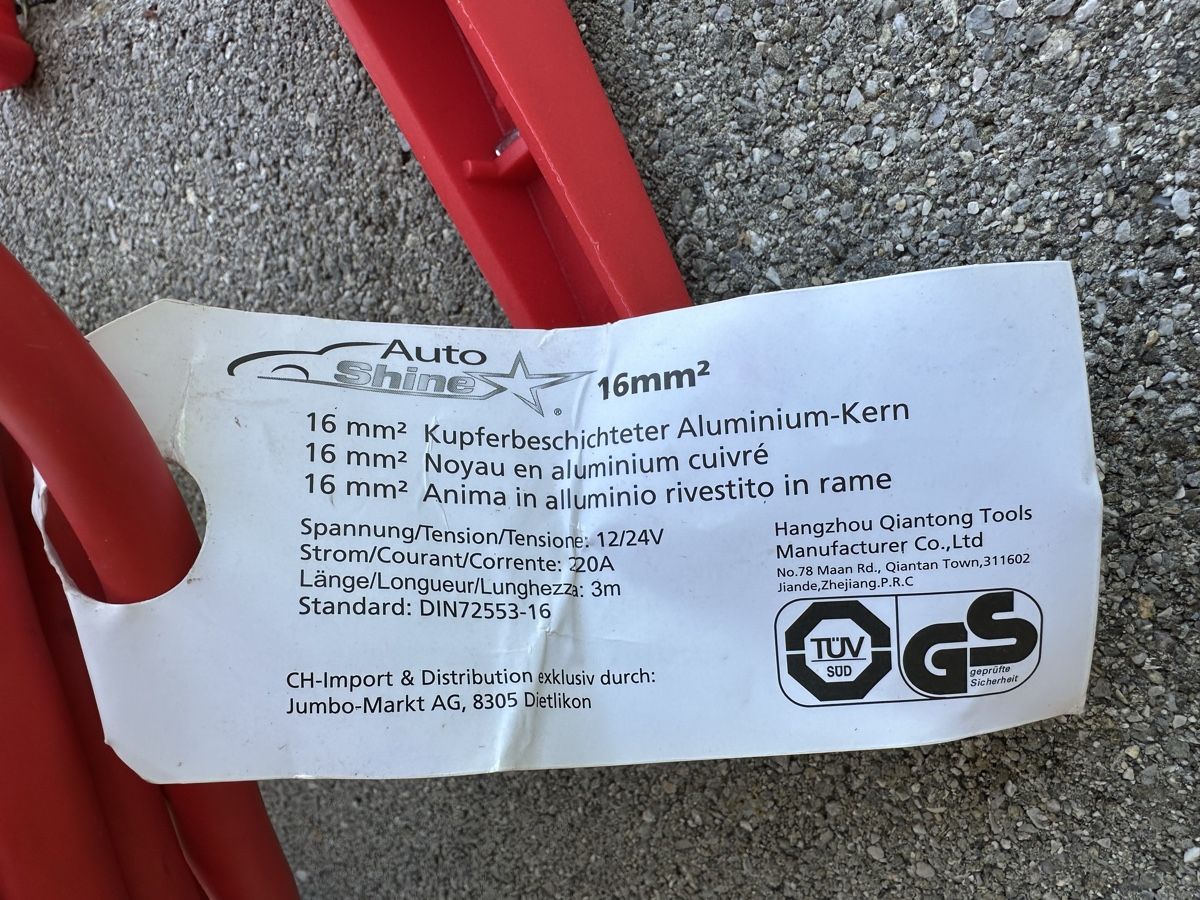 Auto
Shine
®
16mm²
16 mm² Kupferbeschichteter Aluminium-Kern
16 mm² Noyau en aluminium cuivré
16 mm² Anima in alluminio rivestito in rame
Spannung/Tension/Tensione: 12/24V
Strom/Courant/Corrente: 220A
Länge/Longueur/Lunghezza: 3m
Standard: DIN72553-16
Hangzhou Qiantong Tools
Manufacturer Co.,Ltd
No.78 Maan Rd., Qiantan Town,311602
Jiande,Zhejiang.P.R.C
TÜV
SÜD
GS
geprüfte
Sicherheit
CH-Import & Distribution exklusiv durch:
Jumbo-Markt AG, 8305 Dietlikon